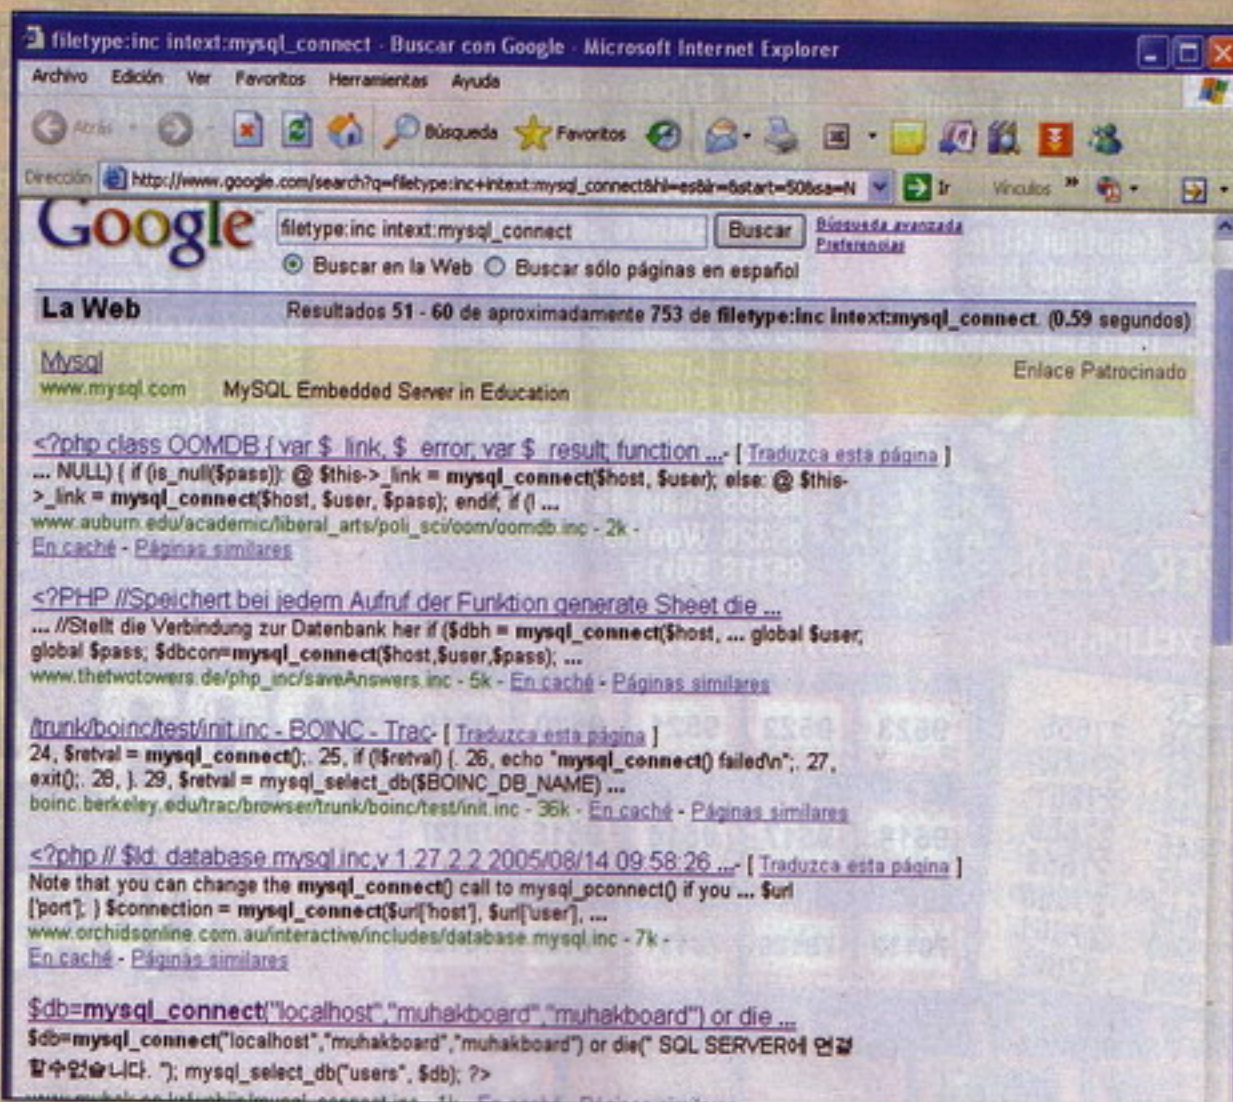 filetype:inc intext:mysql_connect - Buscar con Google - Microsoft Internet Explorer
Archivo Edición Ver Favoritos Herramientas Ayuda
Atrás Búsqueda Favoritos
Dirección http://www.google.com/search?q=filetype:inc+intext:mysql_connect&hl=es&lr=&start=50&sa=N Ir Vínculos »
Google filetype:inc intext:mysql_connect Buscar Búsqueda avanzada
Preferencias
Buscar en la Web Buscar sólo páginas en español
La Web Resultados 51 - 60 de aproximadamente 753 de filetype:inc intext:mysql_connect. (0.59 segundos)
Mysql Enlace Patrocinado
www.mysql.com MySQL Embedded Server in Education
<?php class OOMDB { var $_link, $_error; var $_result; function ...- [ Traduzca esta página ]
... NULL) { if (is_null($pass)): @ $this->_link = mysql_connect($host, $user); else: @ $this-
>_link = mysql_connect($host, $user, $pass); endif; if (! ...
www.auburn.edu/academic/liberal_arts/poli_sci/oom/oomdb.inc - 2k -
En caché - Páginas similares
<?PHP //Speichert bei jedem Aufruf der Funktion generate Sheet die ...
... //Stellt die Verbindung zur Datenbank her if ($dbh = mysql_connect($host, ... global $user;
global $pass; $dbcon=mysql_connect($host,$user,$pass); ...
www.thetwotowers.de/php_inc/saveAnswers.inc - 5k - En caché - Páginas similares
/trunk/boinc/test/init.inc - BOINC - Trac- [ Traduzca esta página ]
24, $retval = mysql_connect();. 25, if (!$retval) {. 26, echo "mysql_connect() failed\n";. 27,
exit();. 28, }. 29, $retval = mysql_select_db($BOINC_DB_NAME) ...
boinc.berkeley.edu/trac/browser/trunk/boinc/test/init.inc - 36k - En caché - Páginas similares
<?php // $Id: database.mysql.inc,v 1.27.2.2 2005/08/14 09:58:26 ...- [ Traduzca esta página ]
Note that you can change the mysql_connect() call to mysql_pconnect() if you ... $url
['port']; } $connection = mysql_connect($url['host'], $url['user'], ...
www.orchidsonline.com.au/interactive/includes/database.mysql.inc - 7k -
En caché - Páginas similares
$db=mysql_connect("localhost","muhakboard","muhakboard") or die ...
$db=mysql_connect("localhost","muhakboard","muhakboard") or die(" SQL SERVER에 연결
할수없습니다. "); mysql_select_db("users", $db); ?>